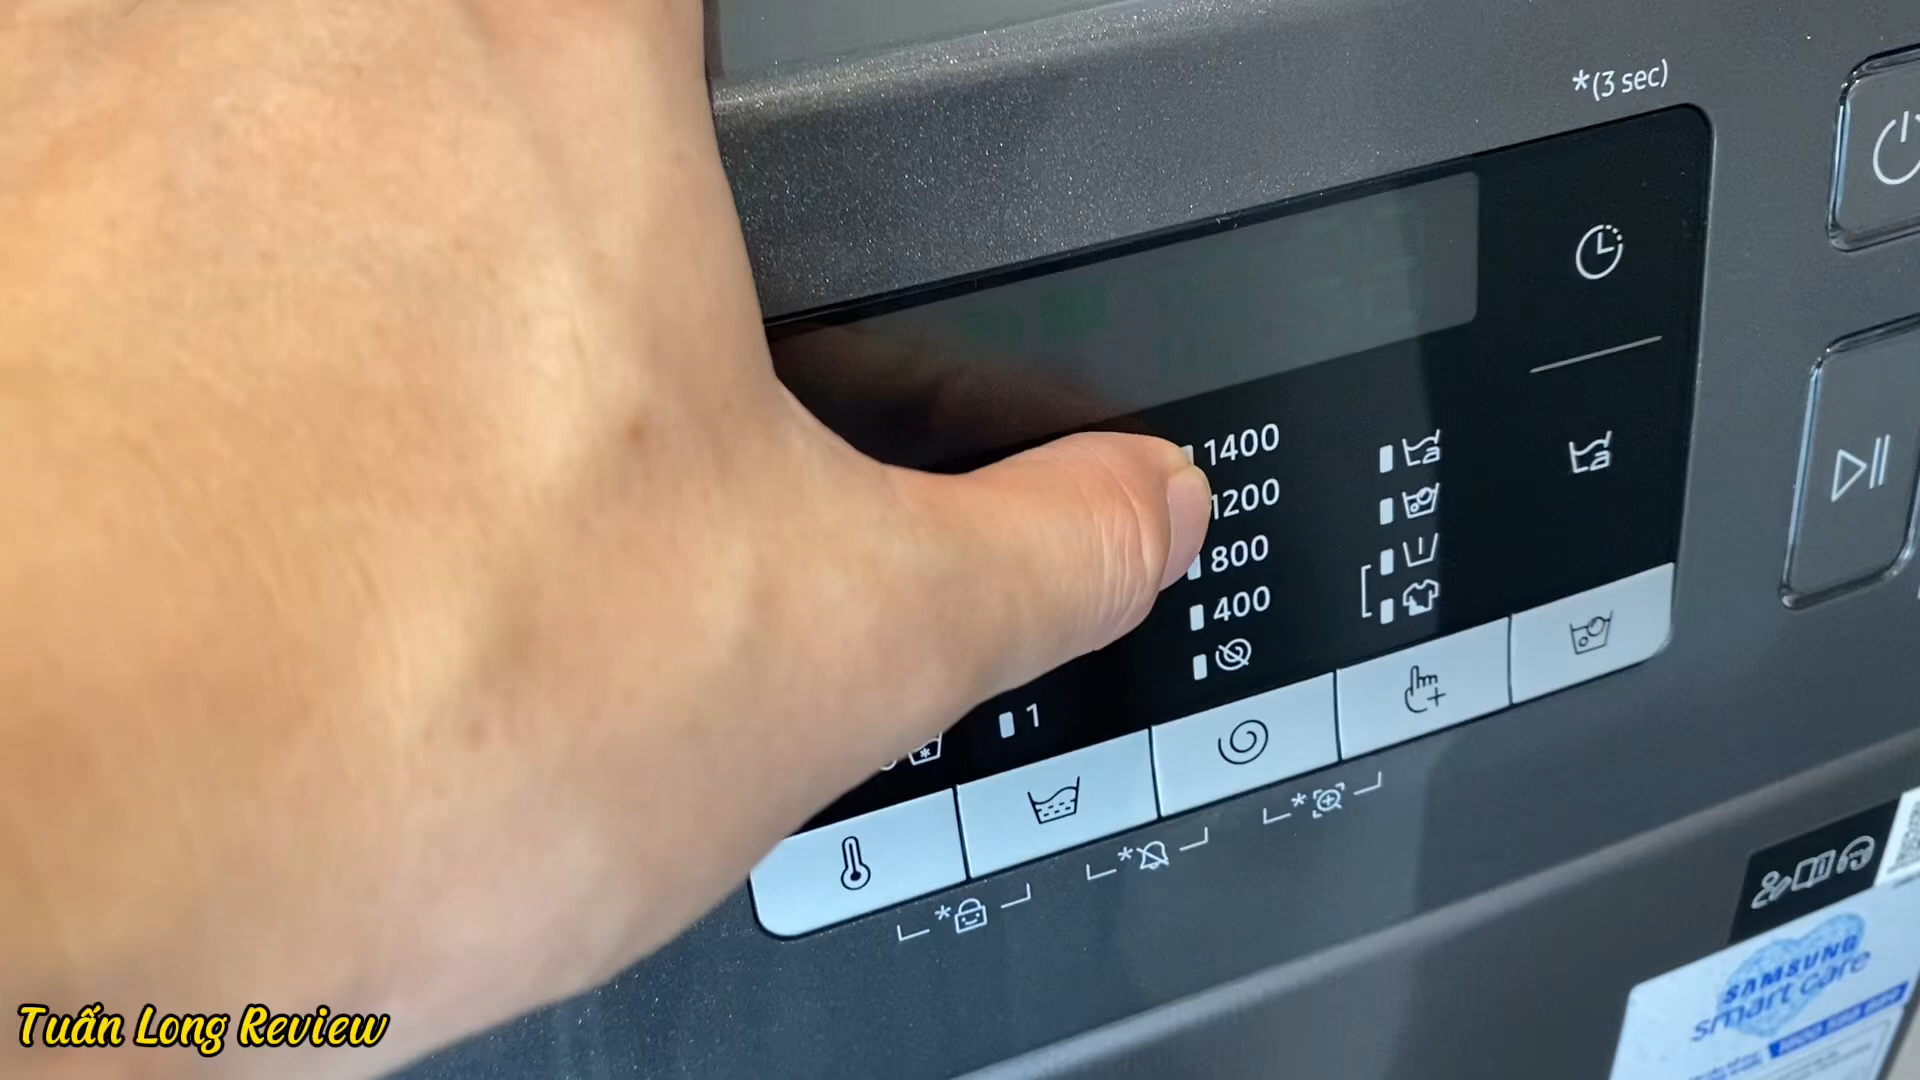 *(3 sec)
1400
1200
800
400
1
*
*
*
SAMSUNG
smart care
Tuấn Long Review